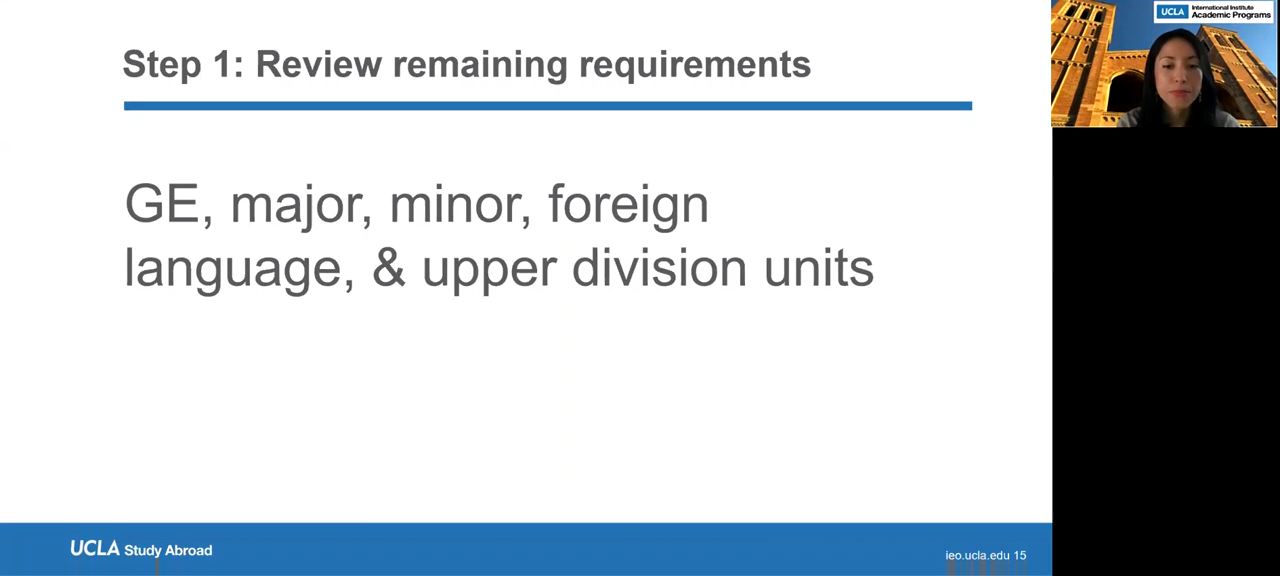 Step 1: Review remaining requirements
GE, major, minor, foreign
language, & upper division units
UCLA Study Abroad
ieo.ucla.edu 15
UCLA International Institute
Academic Programs